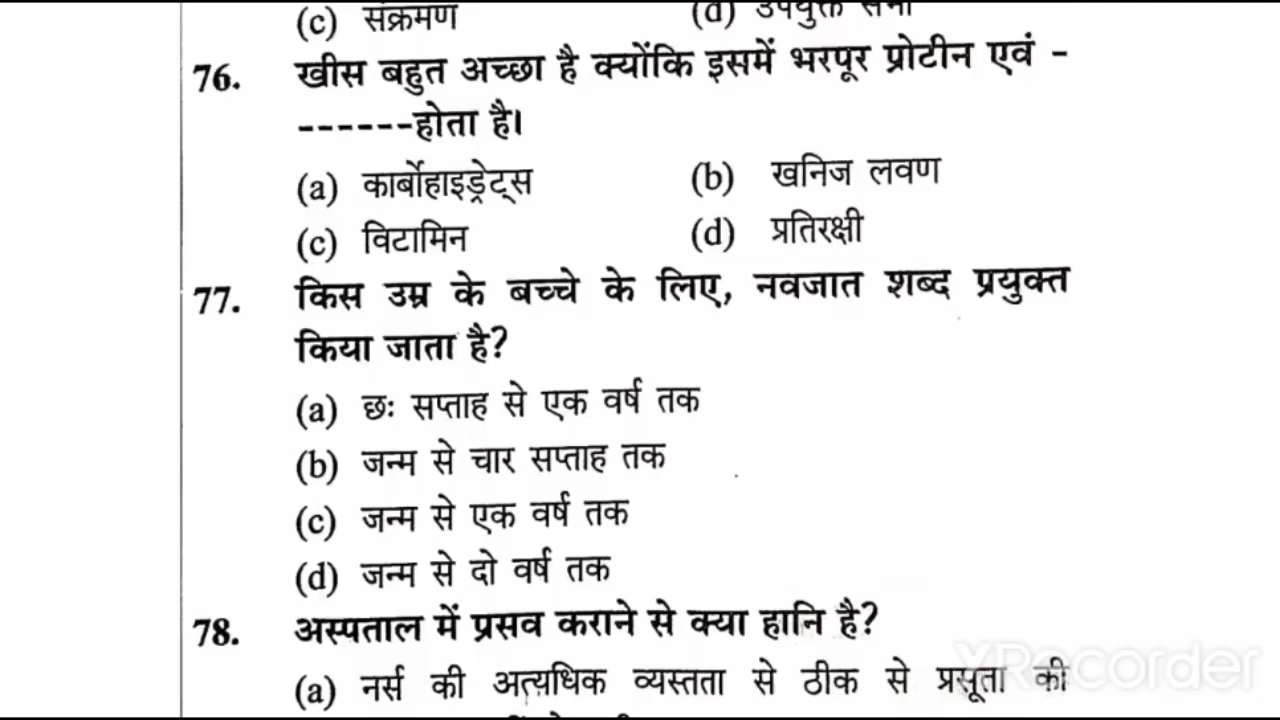 (c) संक्रमण (d) उपयुक्त सभी
76. खीस बहुत अच्छा है क्योंकि इसमें भरपूर प्रोटीन एवं -
------होता है।
(a) कार्बोहाइड्रेट्स (b) खनिज लवण
(c) विटामिन (d) प्रतिरक्षी
77. किस उम्र के बच्चे के लिए, नवजात शब्द प्रयुक्त
किया जाता है?
(a) छः सप्ताह से एक वर्ष तक
(b) जन्म से चार सप्ताह तक
(c) जन्म से एक वर्ष तक
(d) जन्म से दो वर्ष तक
78. अस्पताल में प्रसव कराने से क्या हानि है?
(a) नर्स की अत्यधिक व्यस्तता से ठीक से प्रसूता की
XRecorder